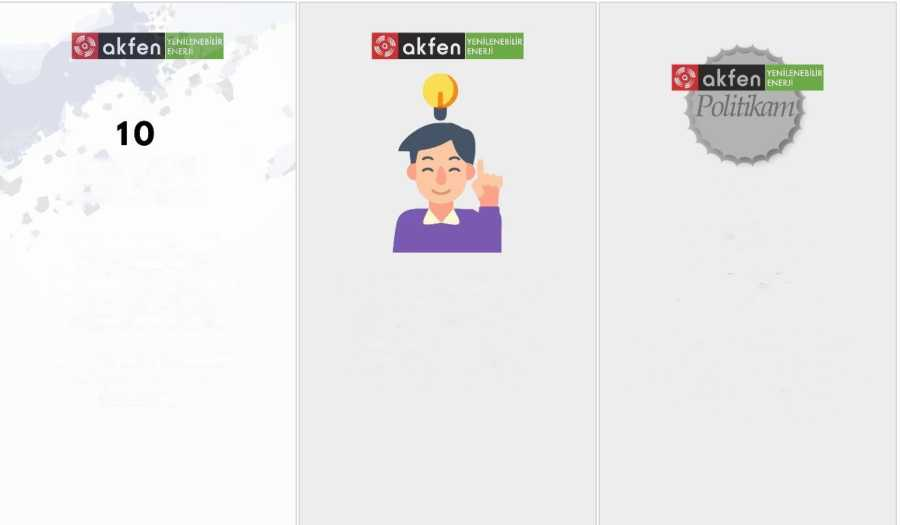 akfen YENİLENEBİLİR
ENERJİ
10
akfen YENİLENEBİLİR
ENERJİ
akfen YENİLENEBİLİR
ENERJİ
Politikam